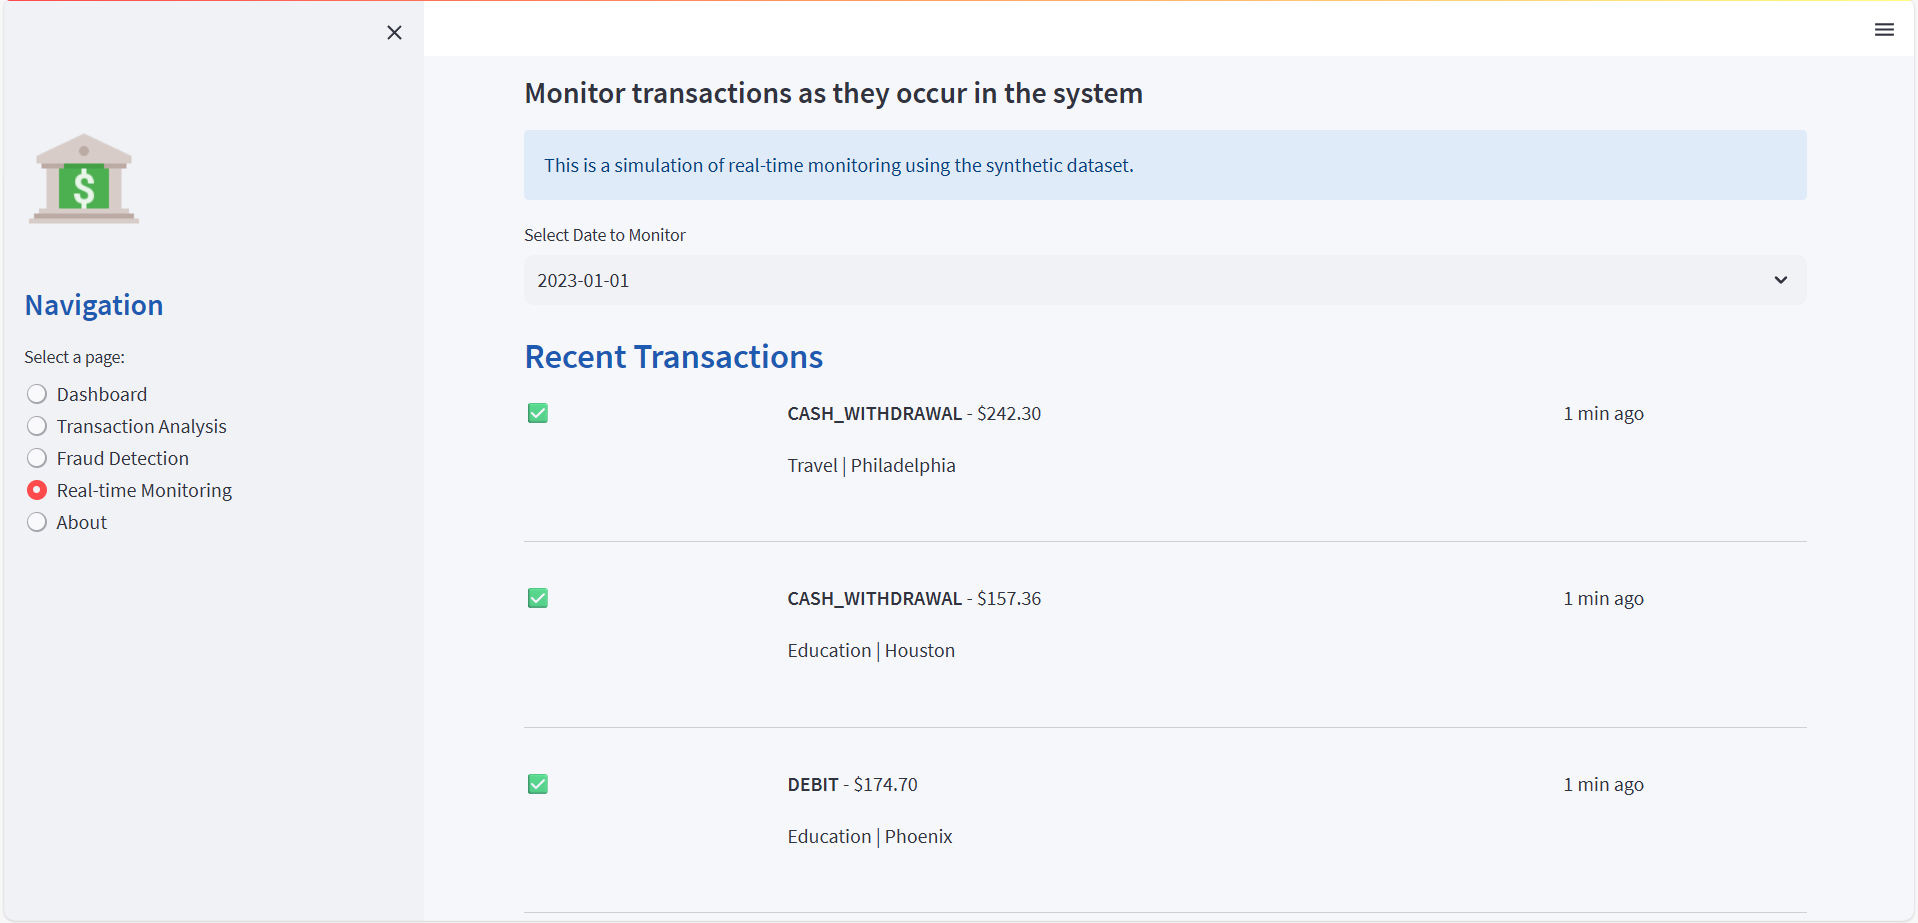 Navigation
Select a page:
Dashboard
Transaction Analysis
Fraud Detection
Real-time Monitoring
About
Monitor transactions as they occur in the system
This is a simulation of real-time monitoring using the synthetic dataset.
Select Date to Monitor
2023-01-01
Recent Transactions
CASH_WITHDRAWAL - $242.30
1 min ago
Travel | Philadelphia
CASH_WITHDRAWAL - $157.36
1 min ago
Education | Houston
DEBIT - $174.70
1 min ago
Education | Phoenix